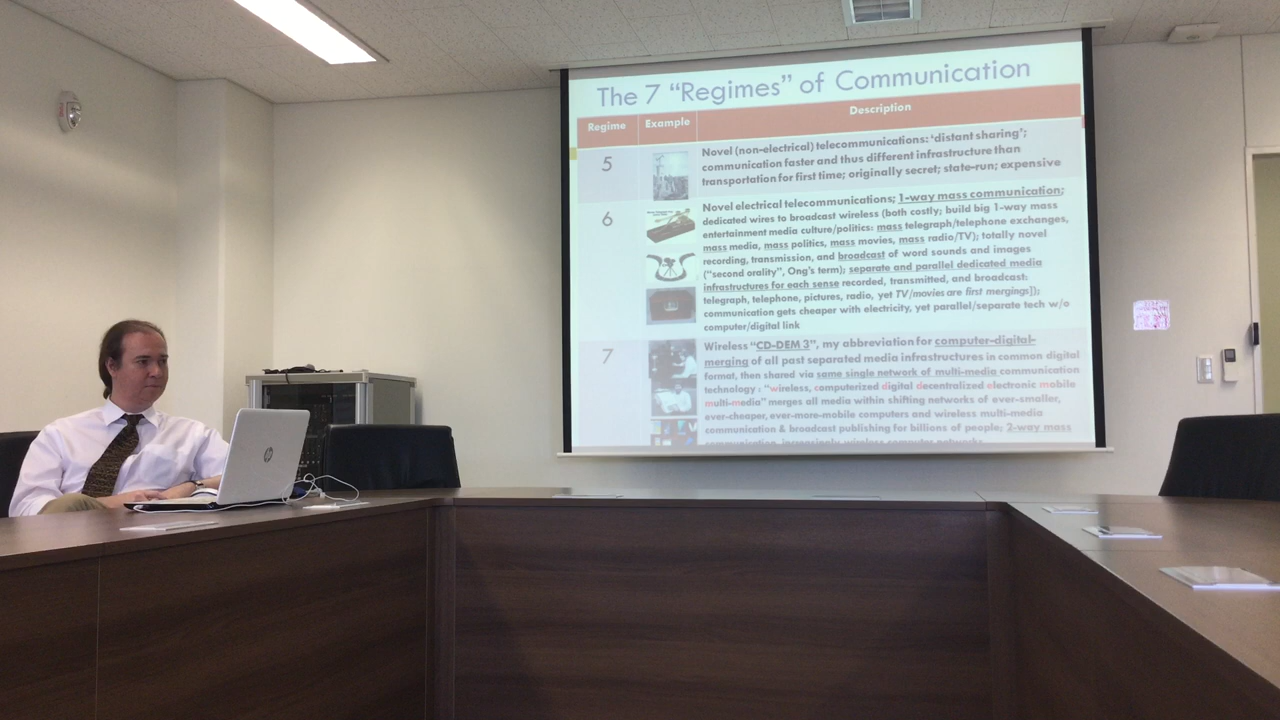 The 7 “Regimes” of Communication
Regime
Example
Description
5
Novel (non-electrical) telecommunications: ‘distant sharing’;
communication faster and thus different infrastructure than
transportation for first time; originally secret; state-run; expensive
6
Novel electrical telecommunications; 1-way mass communication;
dedicated wires to broadcast wireless (both costly; build big 1-way mass
entertainment media culture/politics: mass telegraph/telephone exchanges,
mass media, mass politics, mass movies, mass radio/TV); totally novel
recording, transmission, and broadcast of word sounds and images
(“second orality”, Ong’s term); separate and parallel dedicated media
infrastructures for each sense recorded, transmitted, and broadcast:
telegraph, telephone, pictures, radio, yet TV/movies are first mergings]);
communication gets cheaper with electricity, yet parallel/separate tech w/o
computer/digital link
7
Wireless “CD-DEM 3”, my abbreviation for computer-digital-
merging of all past separated media infrastructures in common digital
format, then shared via same single network of multi-media communication
technology : “wireless, computerized digital decentralized electronic mobile
multi-media” merges all media within shifting networks of ever-smaller,
ever-cheaper, ever-more-mobile computers and wireless multi-media
communication & broadcast publishing for billions of people; 2-way mass
communication, increasingly wireless computer networks
hp